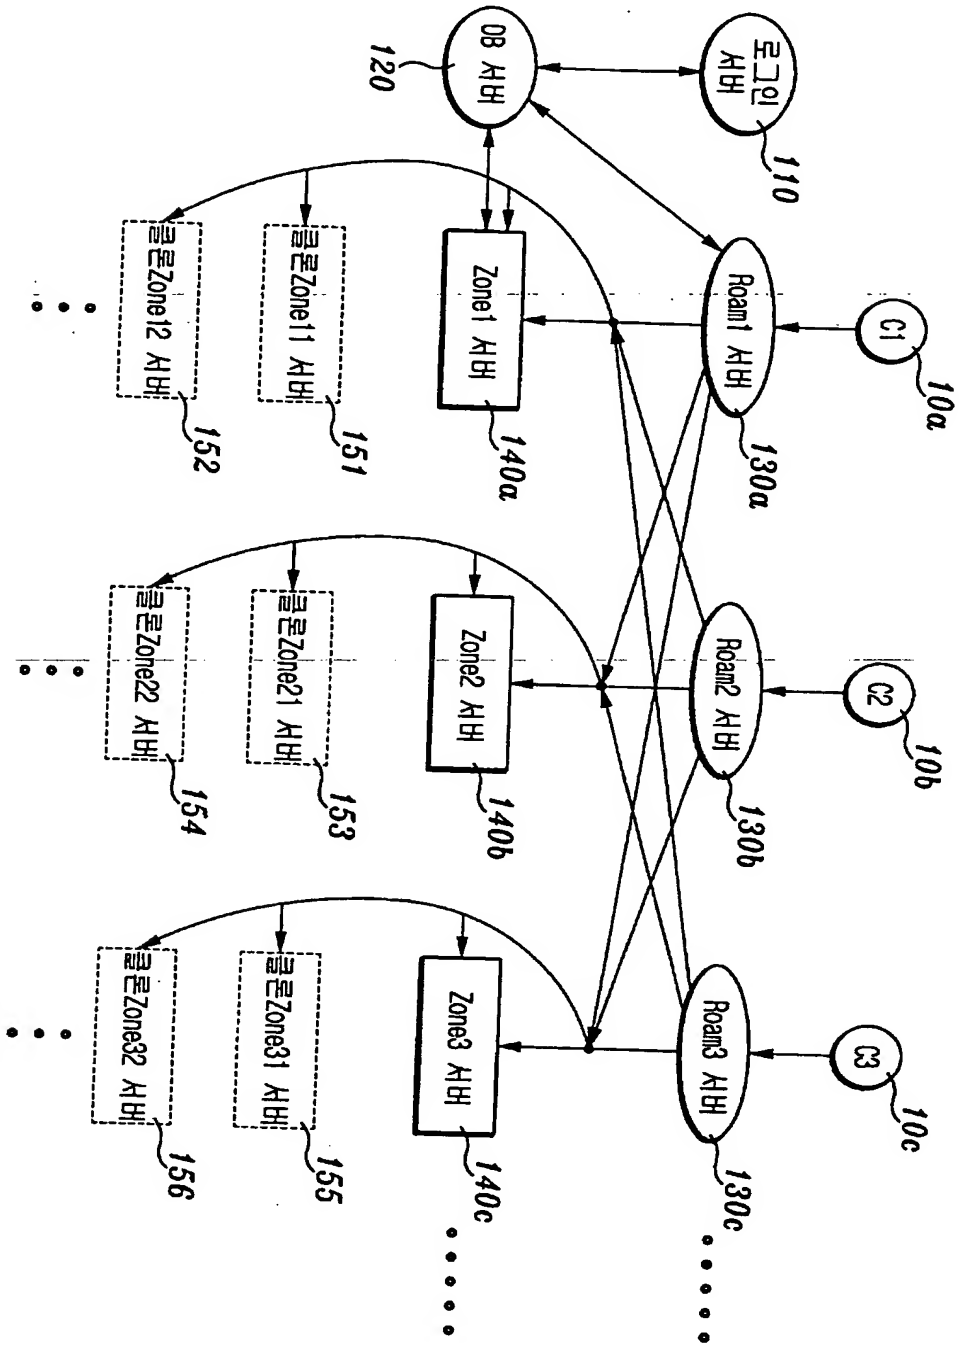 C1
10a
C2
10b
C3
10c
로그인
서버
110
Roam1 서버
130a
Roam2 서버
130b
Roam3 서버
130c
DB 서버
120
Zone1 서버
140a
Zone2 서버
140b
Zone3 서버
140c
클론Zone11 서버
151
클론Zone21 서버
153
클론Zone31 서버
155
클론Zone12 서버
152
클론Zone22 서버
154
클론Zone32 서버
156